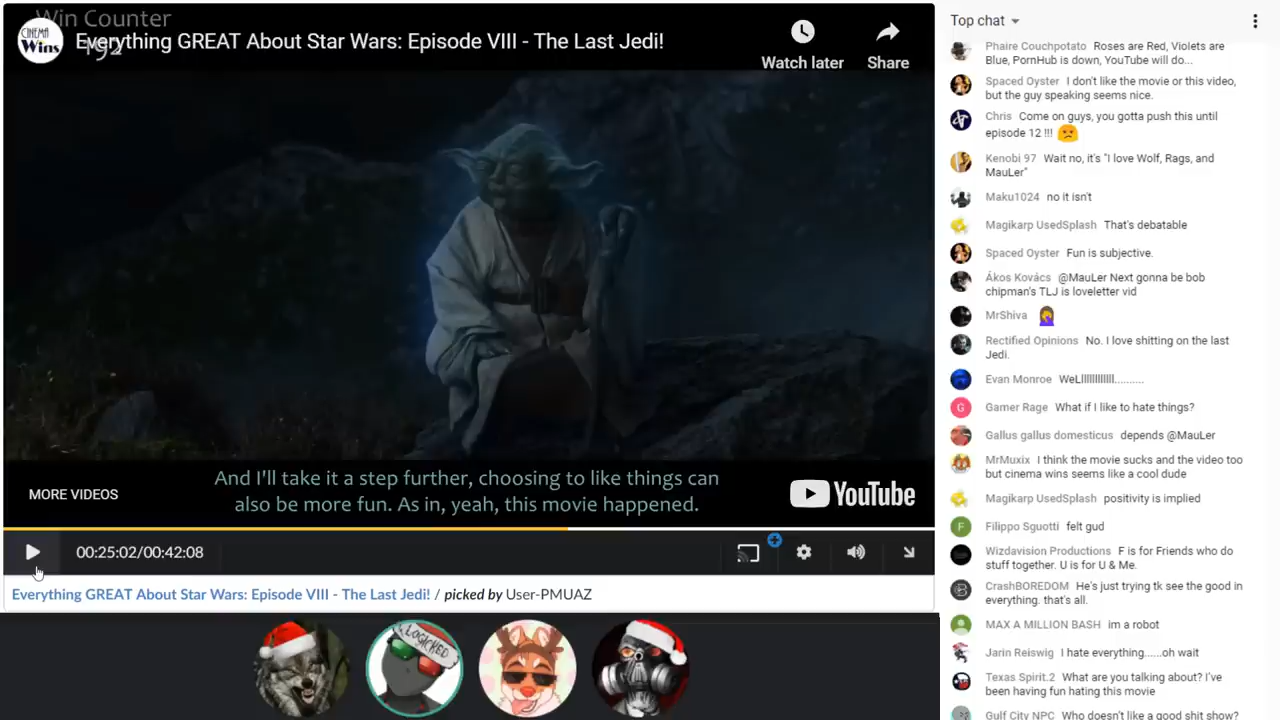 Win Counter
192
CINEMA
Wins
Everything GREAT About Star Wars: Episode VIII - The Last Jedi!
Watch later
Share
And I'll take it a step further, choosing to like things can
also be more fun. As in, yeah, this movie happened.
MORE VIDEOS
YouTube
00:25:02/00:42:08
Everything GREAT About Star Wars: Episode VIII - The Last Jedi! / picked by User-PMUAZ
LOGICKED
Top chat
Phaire Couchpotato Roses are Red, Violets are
Blue, PornHub is down, YouTube will do...
Spaced Oyster I don't like the movie or this video,
but the guy speaking seems nice.
Chris Come on guys, you gotta push this until
episode 12 !!!
Kenobi 97 Wait no, it's "I love Wolf, Rags, and
MauLer"
Maku1024 no it isn't
Magikarp UsedSplash That's debatable
Spaced Oyster Fun is subjective.
Ákos Kovács @MauLer Next gonna be bob
chipman's TLJ is loveletter vid
MrShiva
Rectified Opinions No. I love shitting on the last
Jedi.
Evan Monroe WeLllllllllllll..........
G
Gamer Rage What if I like to hate things?
Gallus gallus domesticus depends @MauLer
MrMuxix I think the movie sucks and the video too
but cinema wins seems like a cool dude
Magikarp UsedSplash positivity is implied
F
Filippo Sguotti felt gud
Wizdavision Productions F is for Friends who do
stuff together. U is for U & Me.
CrashBOREDOM He's just trying tk see the good in
everything. that's all.
MAX A MILLION BASH im a robot
Jarin Reiswig I hate everything......oh wait
Texas Spirit.2 What are you talking about? I've
been having fun hating this movie
Gulf City NPC Who doesn't like a good shit show?